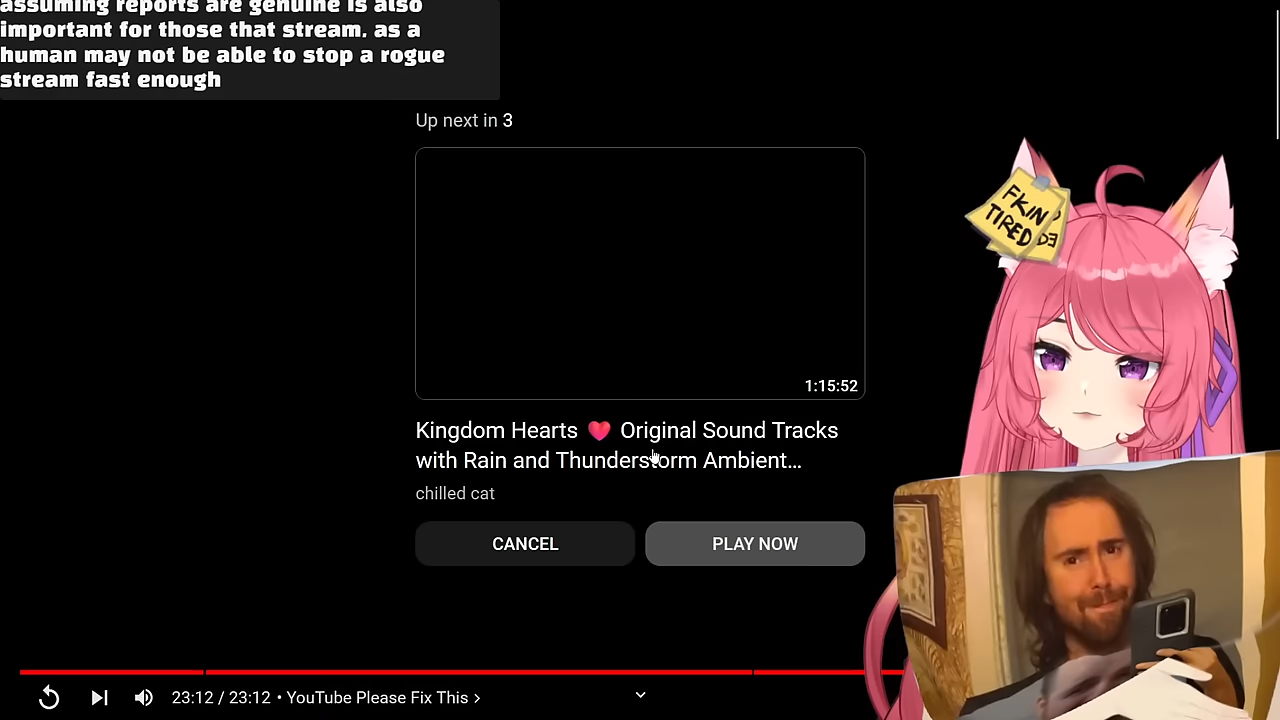 assuming reports are genuine is also
important for those that stream. as a
human may not be able to stop a rogue
stream fast enough
Up next in 3
1:15:52
Kingdom Hearts ❤️ Original Sound Tracks
with Rain and Thunderstorm Ambient...
chilled cat
CANCEL
PLAY NOW
FKIN
TIRED
23:12 / 23:12 • YouTube Please Fix This ›